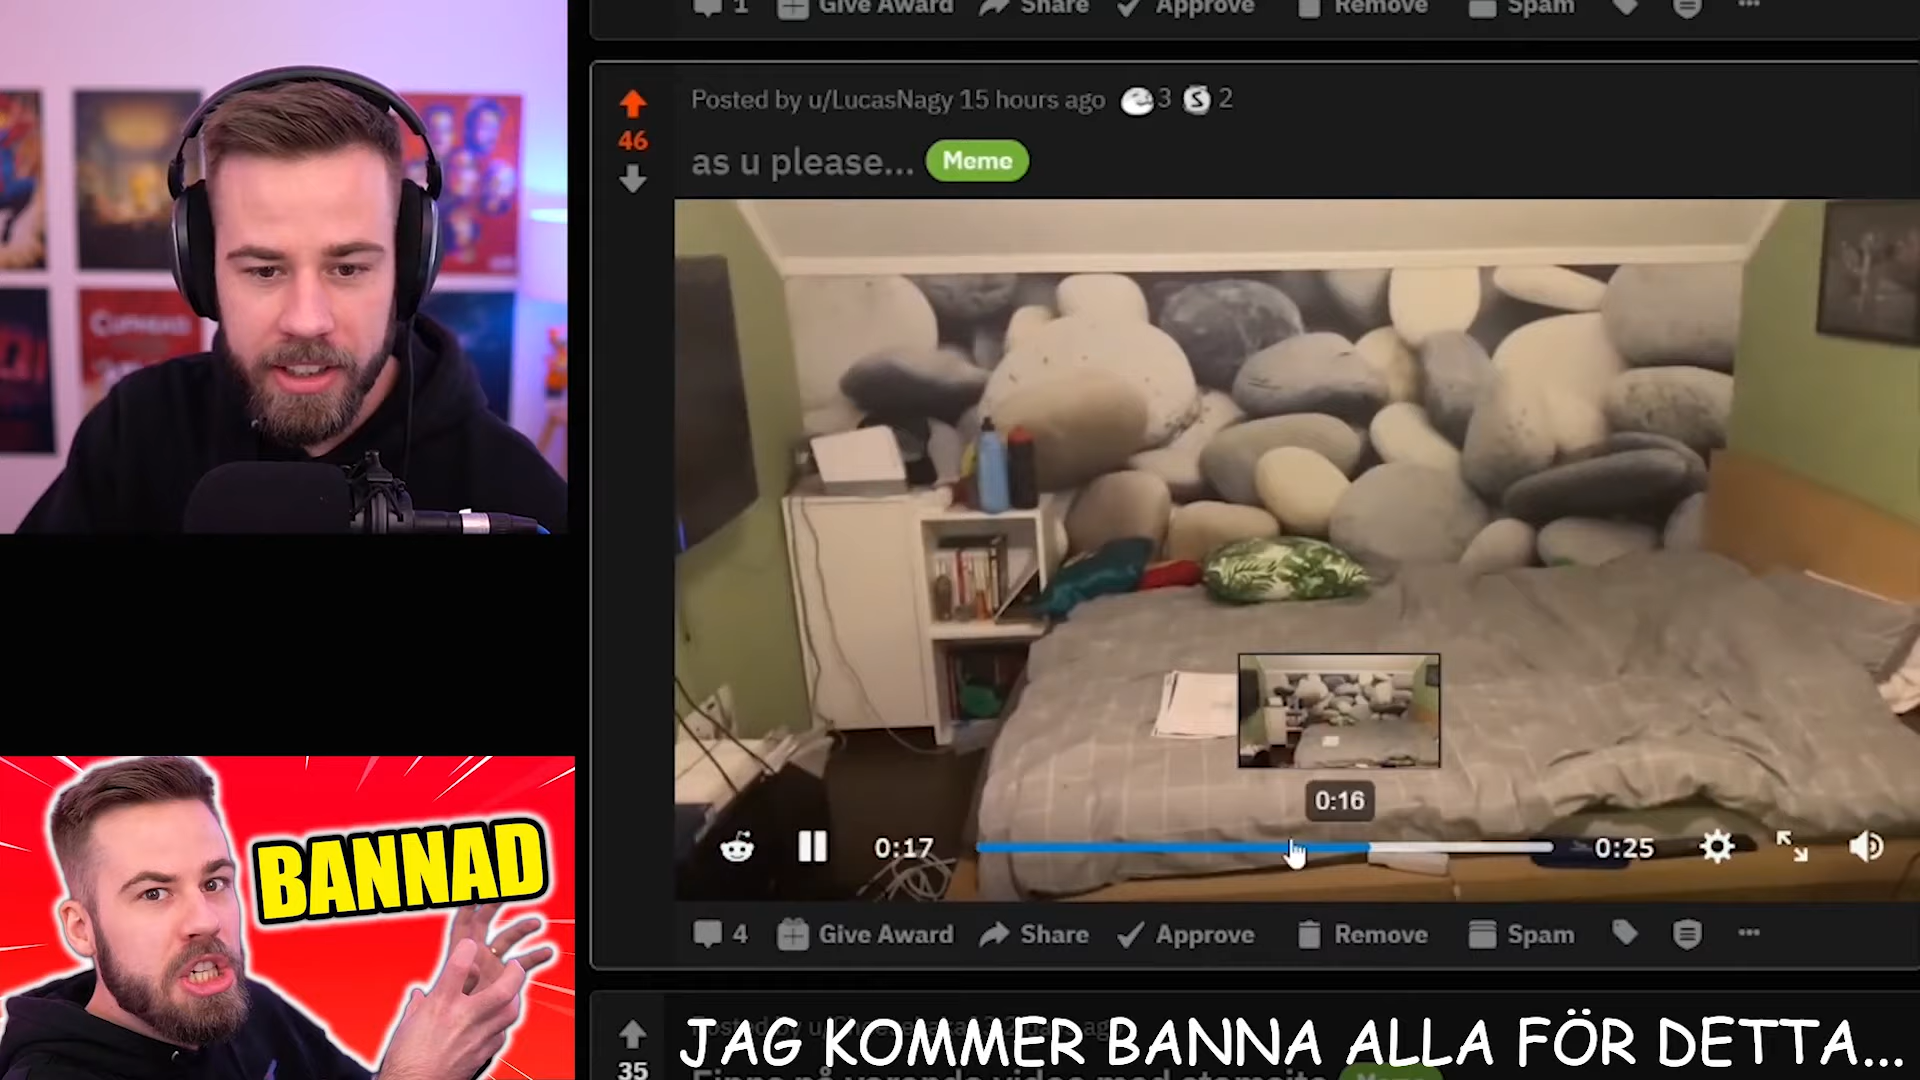 1 Give Award Share Approve Remove Spam
Posted by u/LucasNagy 15 hours ago 3 S 2
46
as u please... Meme
CUPHEAD
0:16
0:17
0:25
4 Give Award Share Approve Remove Spam
BANNAD
35
JAG KOMMER BANNA ALLA FÖR DETTA...